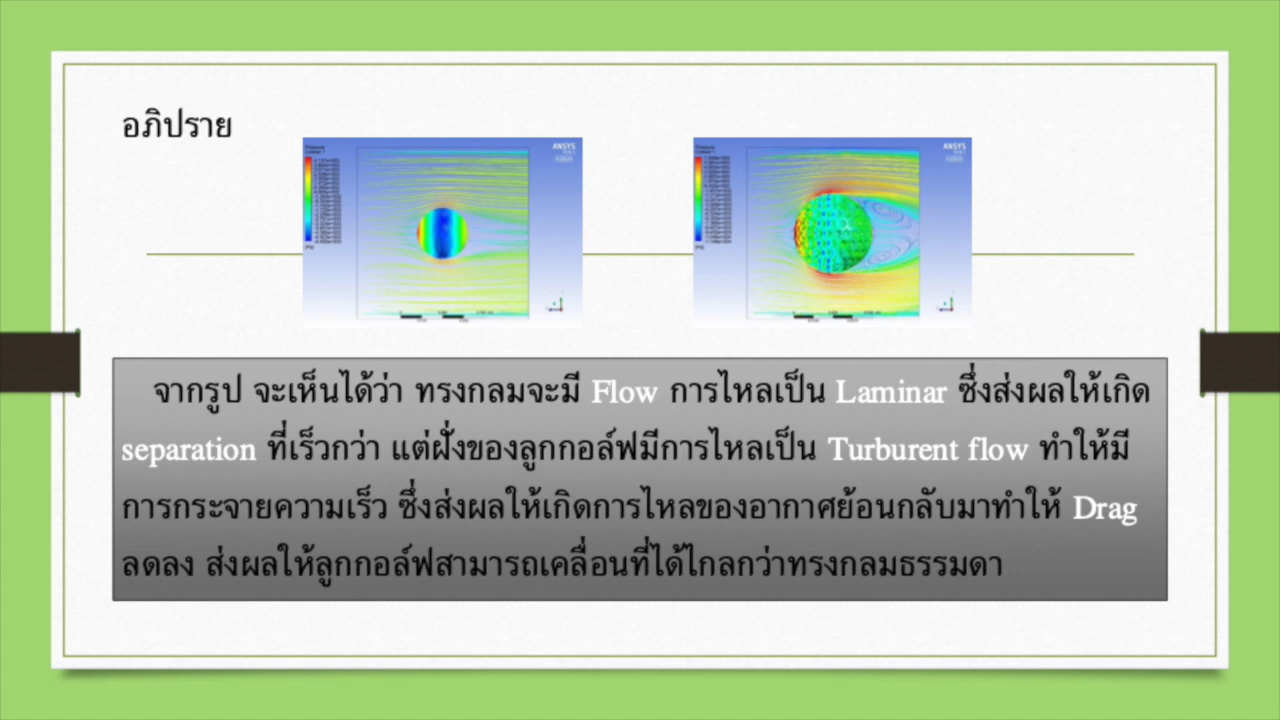 อภิปราย
ANSYS
ANSYS
จากรูป จะเห็นได้ว่า ทรงกลมจะมี Flow การไหลเป็น Laminar ซึ่งส่งผลให้เกิด
separation ที่เร็วกว่า แต่ฝั่งของลูกกอล์ฟมีการไหลเป็น Turburent flow ทำให้มี
การกระจายความเร็ว ซึ่งส่งผลให้เกิดการไหลของอากาศย้อนกลับมาทำให้ Drag
ลดลง ส่งผลให้ลูกกอล์ฟสามารถเคลื่อนที่ได้ไกลกว่าทรงกลมธรรมดา